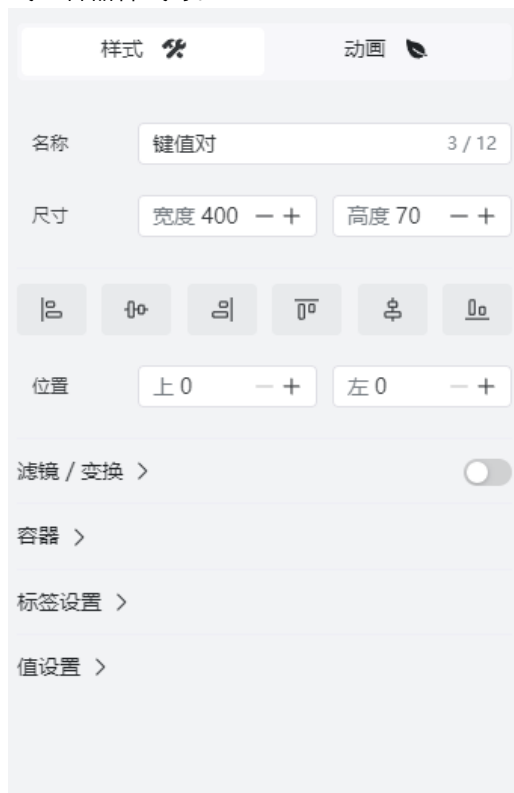 样式 动画
名称 键值对 3 / 12
尺寸 宽度 400 高度 70
位置 上 0 左 0
滤镜 / 变换
容器
标签设置
值设置